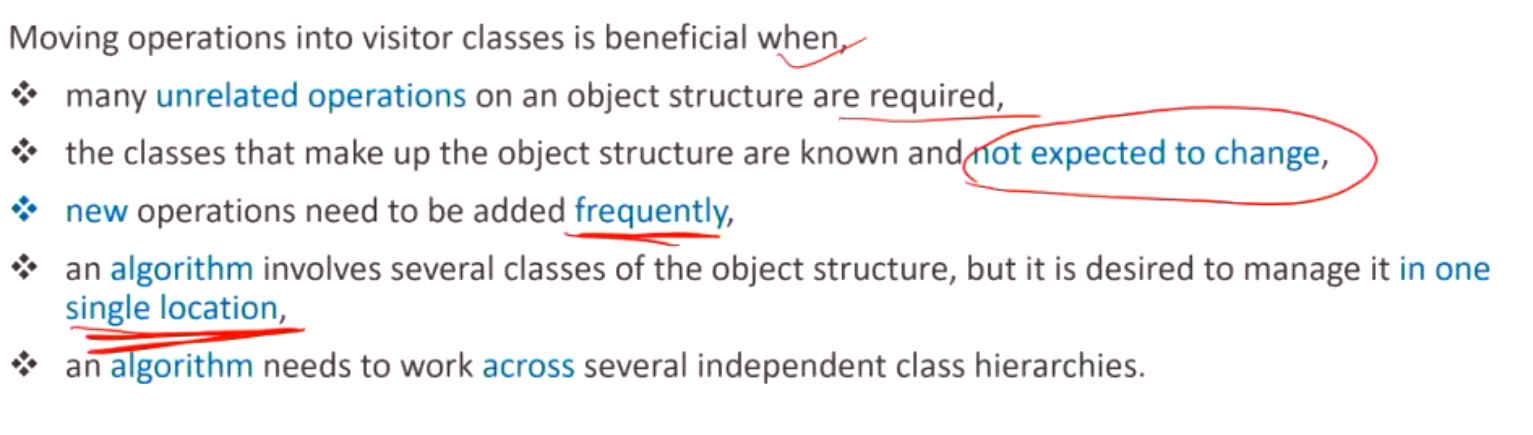 Moving operations into visitor classes is beneficial when,
❖ many unrelated operations on an object structure are required,
❖ the classes that make up the object structure are known and not expected to change,
❖ new operations need to be added frequently,
❖ an algorithm involves several classes of the object structure, but it is desired to manage it in one
single location,
❖ an algorithm needs to work across several independent class hierarchies.